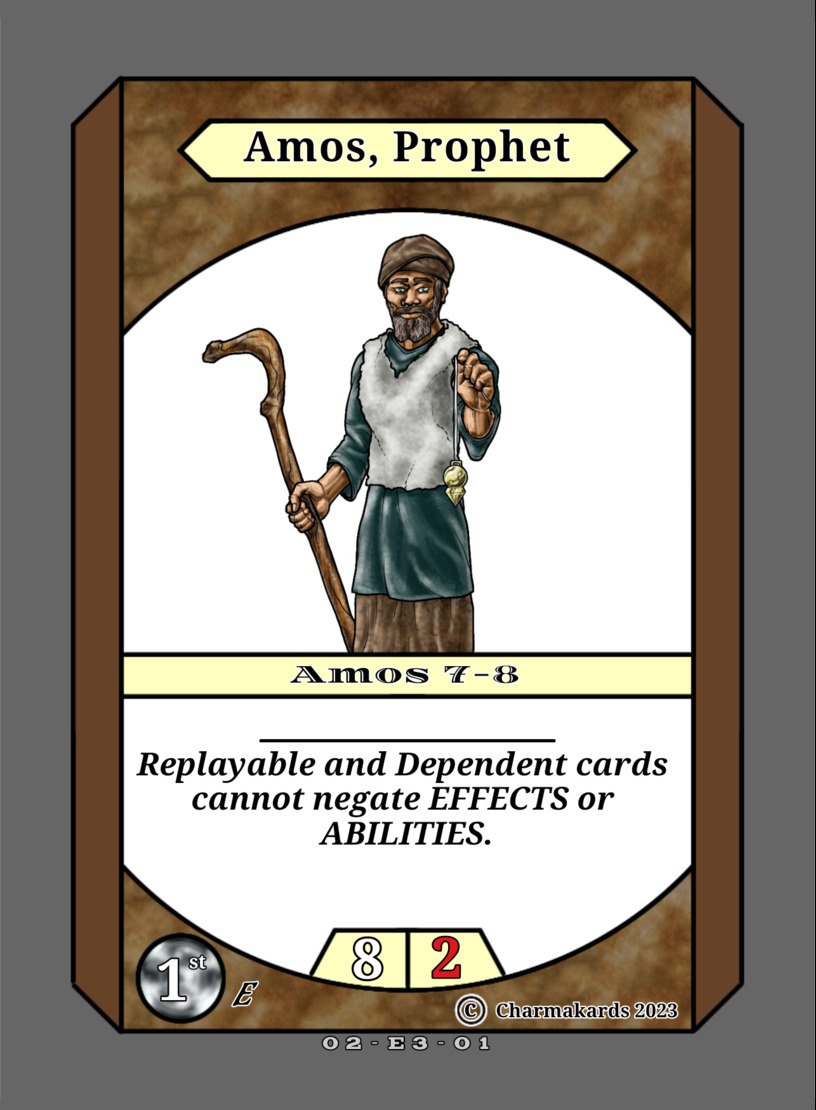 Amos, Prophet
Amos 7-8
Replayable and Dependent cards
cannot negate EFFECTS or
ABILITIES.
8 2
1st E
© Charmakards 2023
02-E3-01